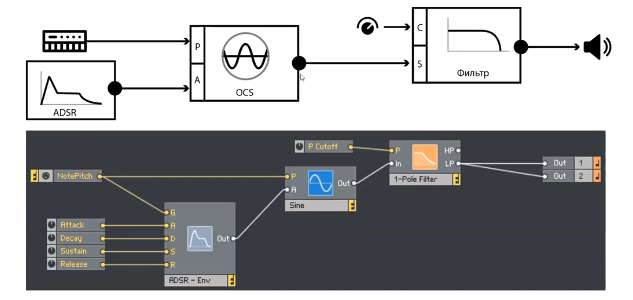 P
A
OCS
ADSR
C
S
Фильтр
P Cutoff
P
In
HP
LP
1-Pole Filter
Out 1
Out 2
NotePitch
P
A
Out
Sine
Attack
Decay
Sustain
Release
G
A
D
S
R
Out
ADSR - Env